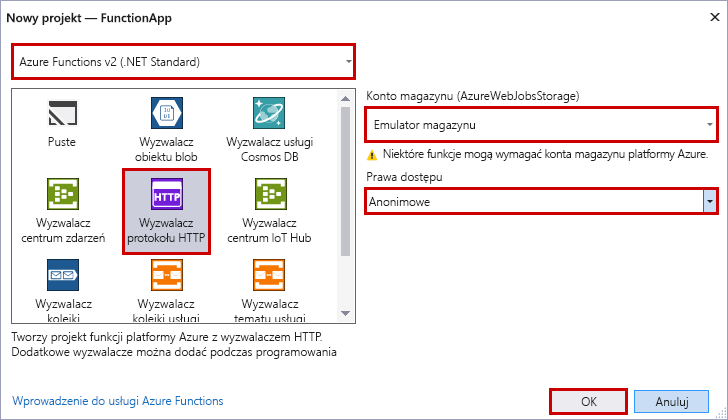 Nowy projekt — FunctionApp
Azure Functions v2 (.NET Standard)
Puste
Wyzwalacz
obiektu blob
Wyzwalacz usługi
Cosmos DB
Wyzwalacz
centrum zdarzeń
HTTP
Wyzwalacz
protokołu HTTP
Wyzwalacz
centrum IoT Hub
Wyzwalacz
kolejki
Wyzwalacz
kolejki usługi
Wyzwalacz
tematu usługi
Konto magazynu (AzureWebJobsStorage)
Emulator magazynu
Niektóre funkcje mogą wymagać konta magazynu platformy Azure.
Prawa dostępu
Anonimowe
Tworzy projekt funkcji platformy Azure z wyzwalaczem HTTP.
Dodatkowe wyzwalacze można dodać podczas programowania
Wprowadzenie do usługi Azure Functions
OK
Anuluj